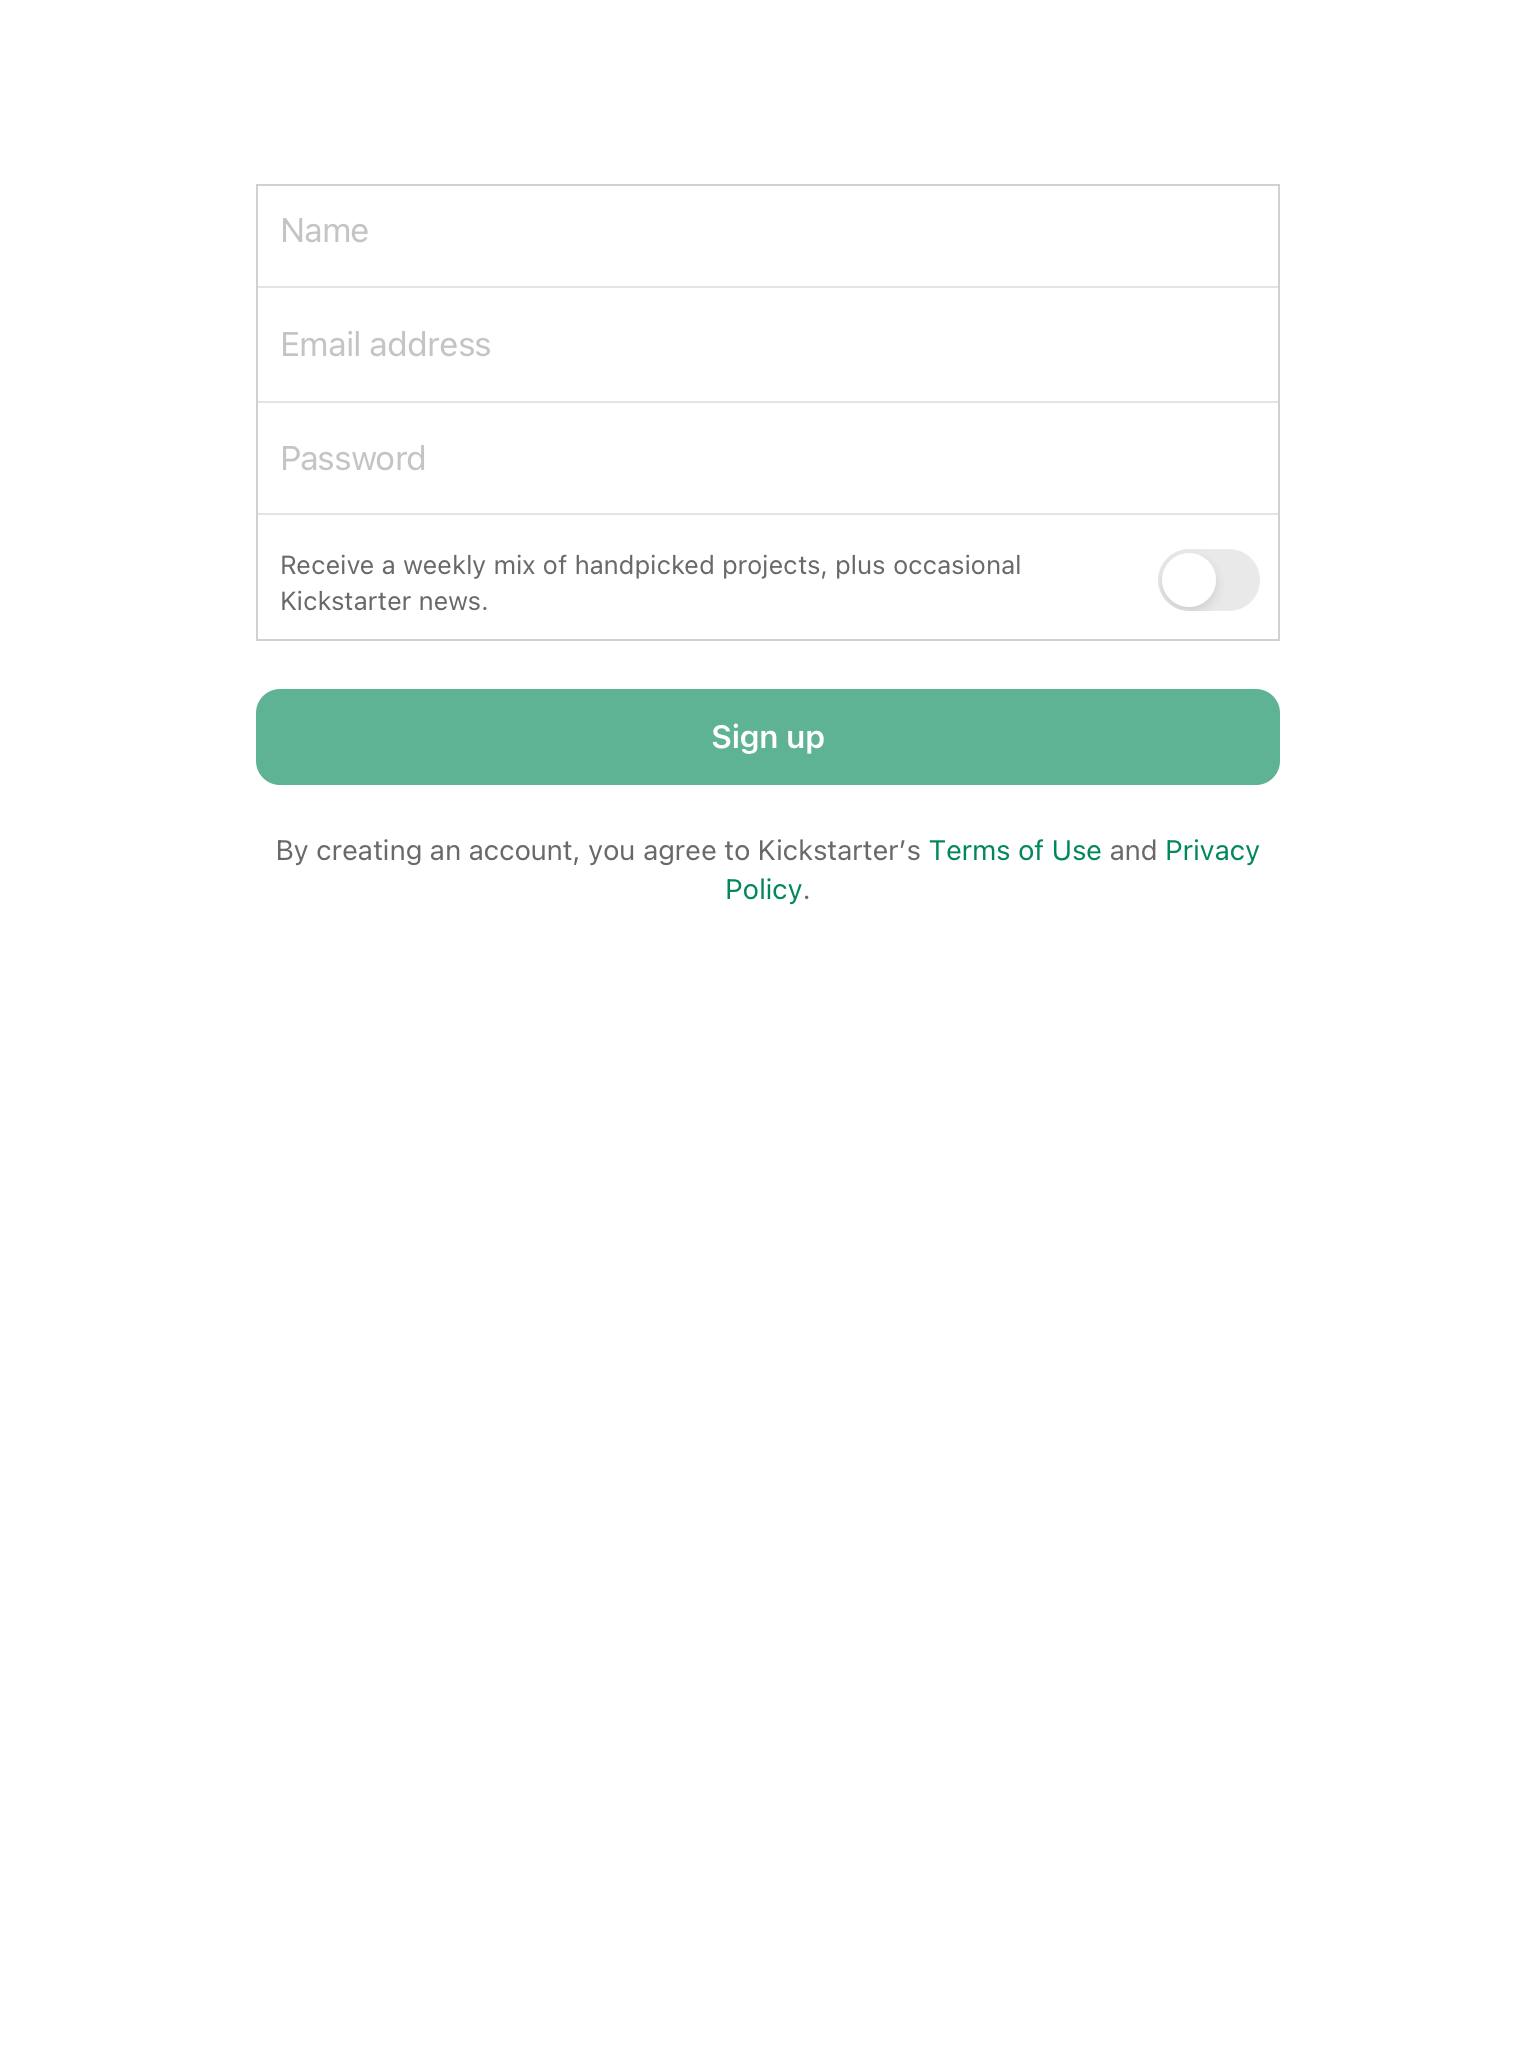 Name
Email address
Password
Receive a weekly mix of handpicked projects, plus occasional
Kickstarter news.
Sign up
By creating an account, you agree to Kickstarter’s Terms of Use and Privacy
Policy.